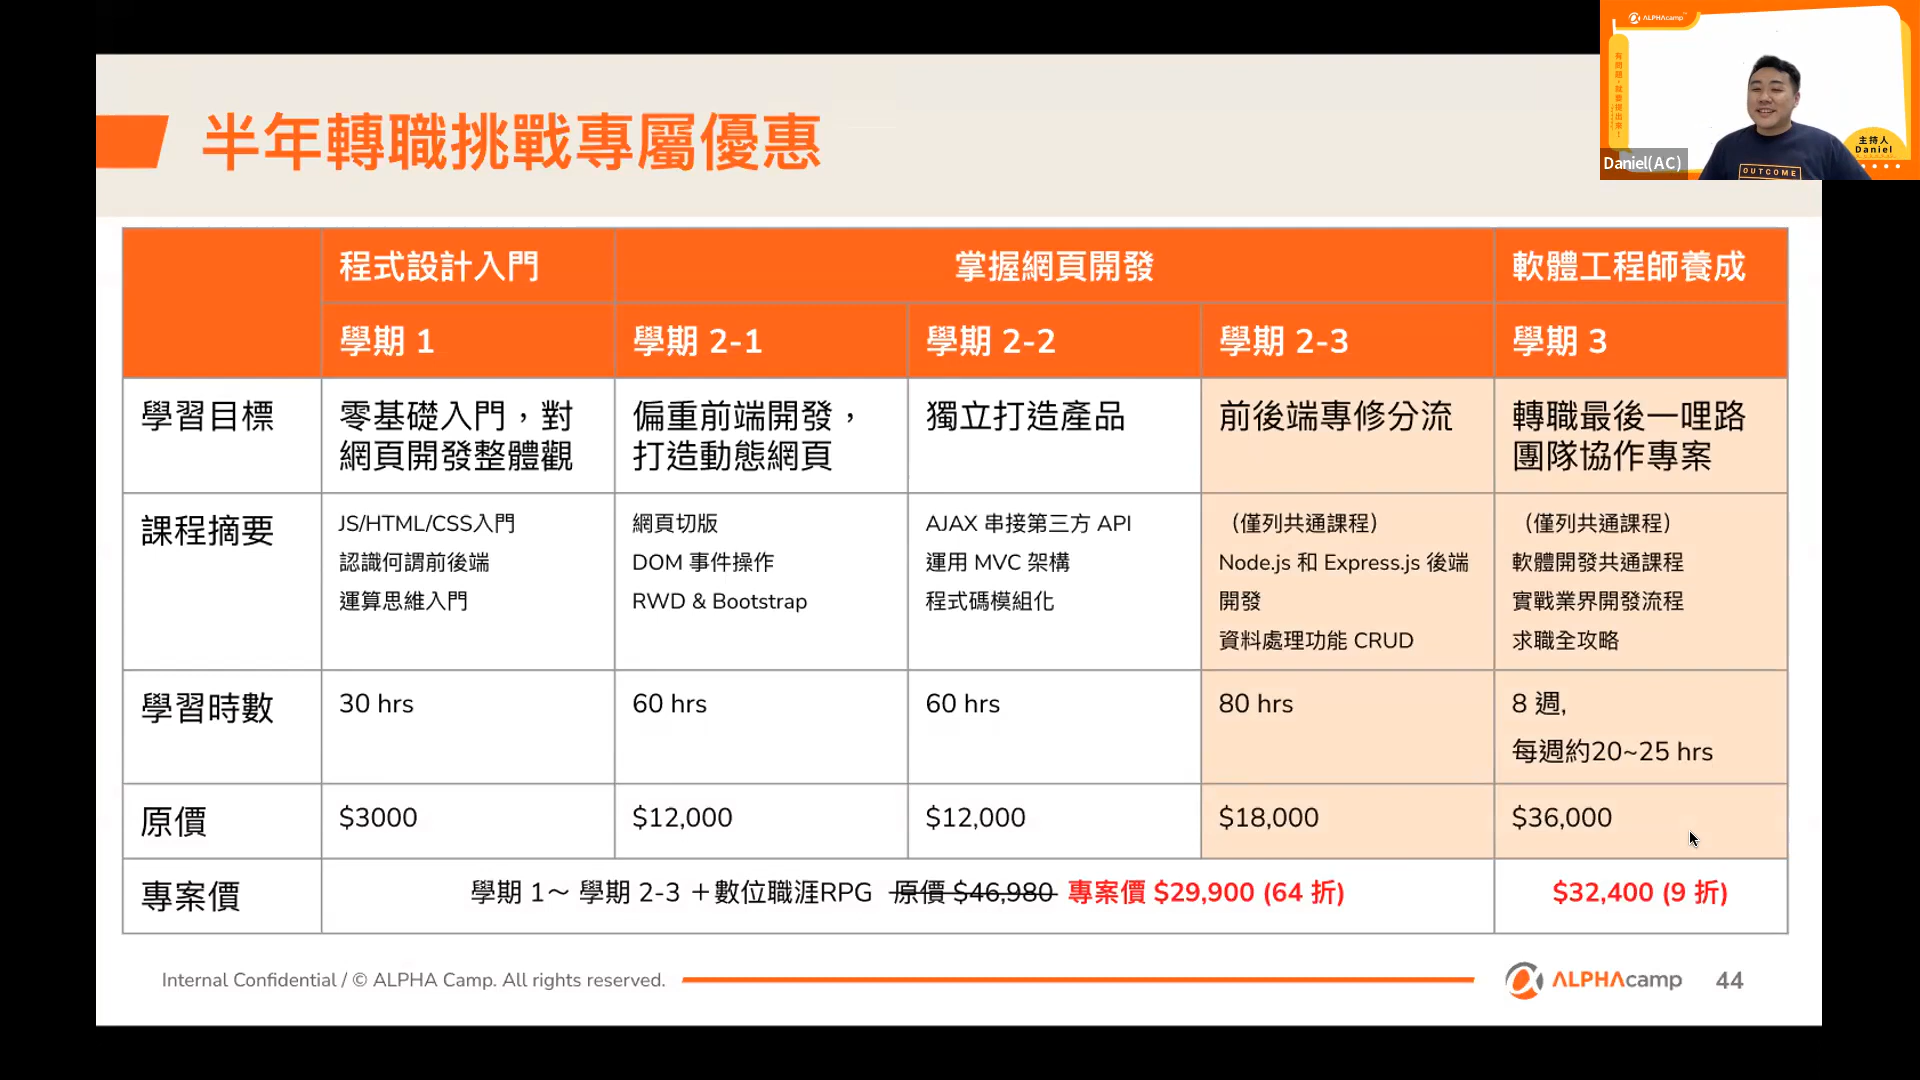 半年轉職挑戰專屬優惠
ALPHAcamp
有問題,就要提出來!
主持人
Daniel
Daniel(AC)
OUTCOME
程式設計入門
掌握網頁開發
軟體工程師養成
學期 1
學期 2-1
學期 2-2
學期 2-3
學期 3
學習目標
零基礎入門，對
網頁開發整體觀
偏重前端開發，
打造動態網頁
獨立打造產品
前後端專修分流
轉職最後一哩路
團隊協作專案
課程摘要
JS/HTML/CSS入門
認識何謂前後端
運算思維入門
網頁切版
DOM 事件操作
RWD & Bootstrap
AJAX 串接第三方 API
運用 MVC 架構
程式碼模組化
（僅列共通課程）
Node.js 和 Express.js 後端
開發
資料處理功能 CRUD
（僅列共通課程）
軟體開發共通課程
實戰業界開發流程
求職全攻略
學習時數
30 hrs
60 hrs
60 hrs
80 hrs
8 週,
每週約20~25 hrs
原價
$3000
$12,000
$12,000
$18,000
$36,000
專案價
學期 1～ 學期 2-3 ＋數位職涯RPG 原價 $46,980 專案價 $29,900 (64 折)
$32,400 (9 折)
Internal Confidential / © ALPHA Camp. All rights reserved.
ALPHAcamp
44